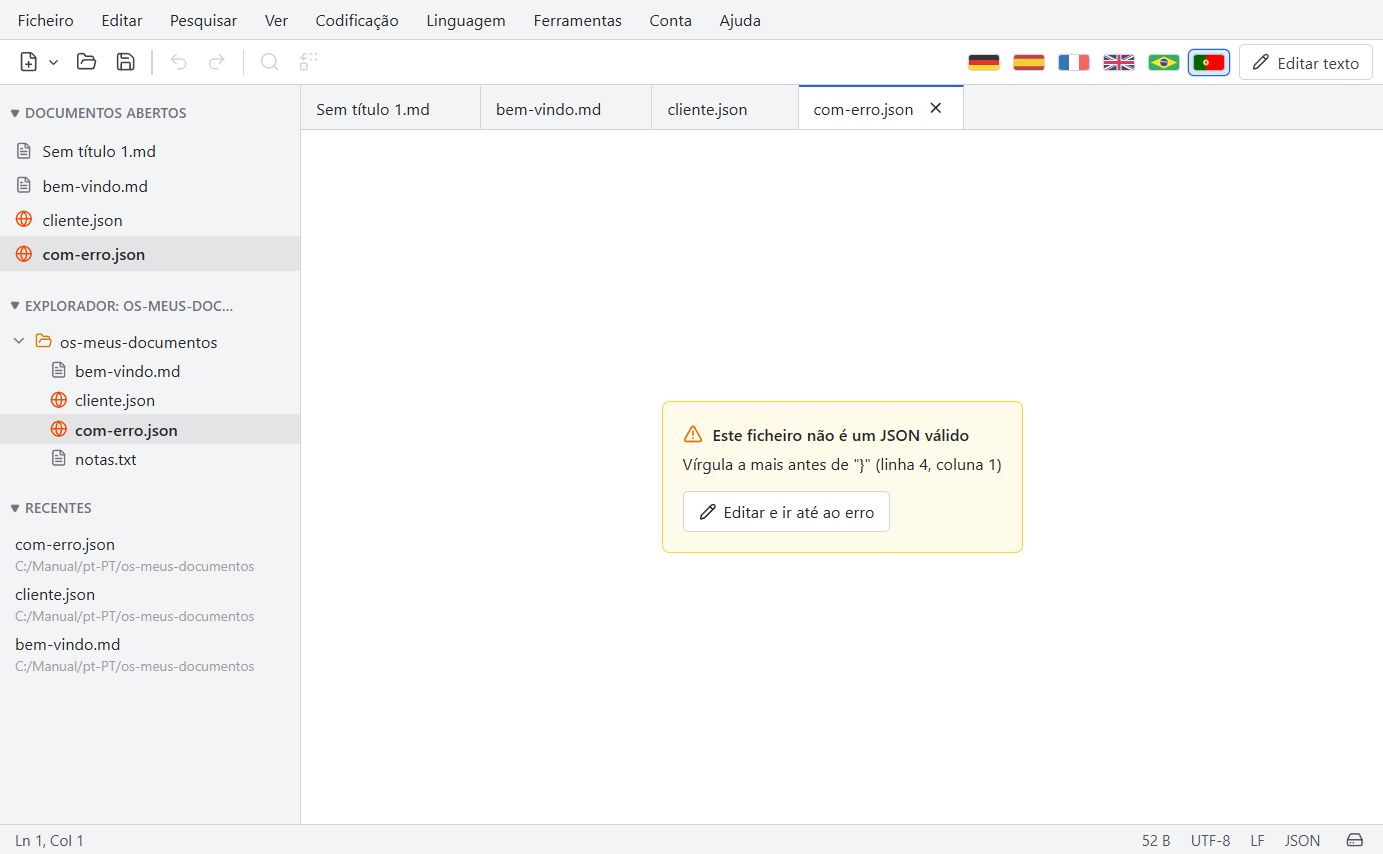 Ficheiro Editar Pesquisar Ver Codificação Linguagem Ferramentas Conta Ajuda
Editar texto
DOCUMENTOS ABERTOS
Sem título 1.md
bem-vindo.md
cliente.json
com-erro.json
EXPLORADOR: OS-MEUS-DOC...
os-meus-documentos
bem-vindo.md
cliente.json
com-erro.json
notas.txt
RECENTES
com-erro.json
C:/Manual/pt-PT/os-meus-documentos
cliente.json
C:/Manual/pt-PT/os-meus-documentos
bem-vindo.md
C:/Manual/pt-PT/os-meus-documentos
Sem título 1.md bem-vindo.md cliente.json com-erro.json
Este ficheiro não é um JSON válido
Vírgula a mais antes de "}" (linha 4, coluna 1)
Editar e ir até ao erro
Ln 1, Col 1 52 B UTF-8 LF JSON